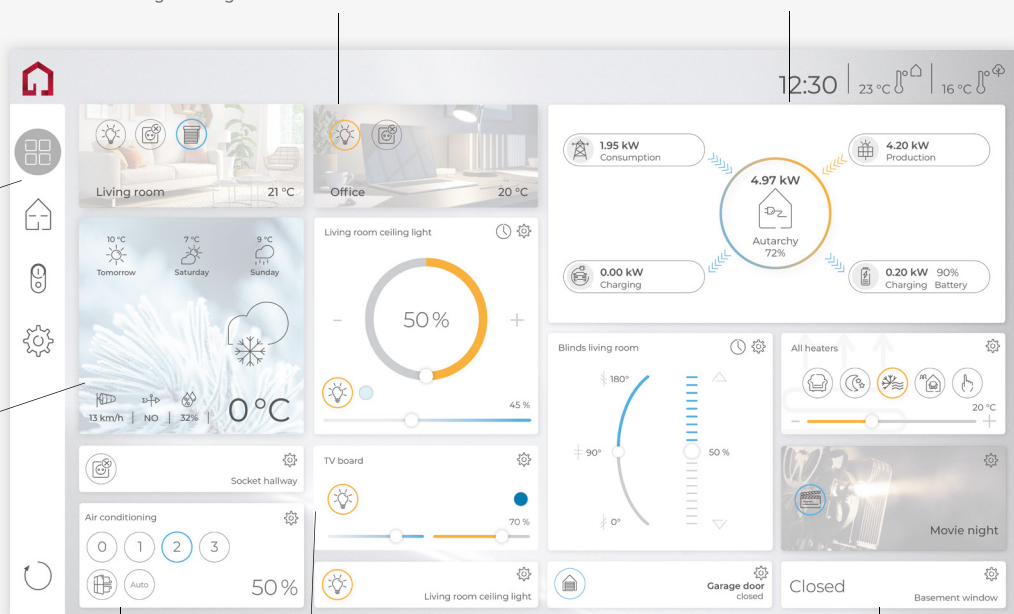 12:30
23 °C
16 °C
Living room
21 °C
Office
20 °C
1.95 kW
Consumption
4.20 kW
Production
4.97 kW
Autarchy
72%
0.00 kW
Charging
0.20 kW 90%
Charging Battery
10 °C
Tomorrow
7 °C
Saturday
9 °C
Sunday
13 km/h
NO
32%
0°C
Living room ceiling light
50%
45 %
Blinds living room
180°
90°
0°
50 %
All heaters
20 °C
Socket hallway
TV board
70 %
Movie night
Air conditioning
0
1
2
3
Auto
50%
Living room ceiling light
Garage door
closed
Closed
Basement window